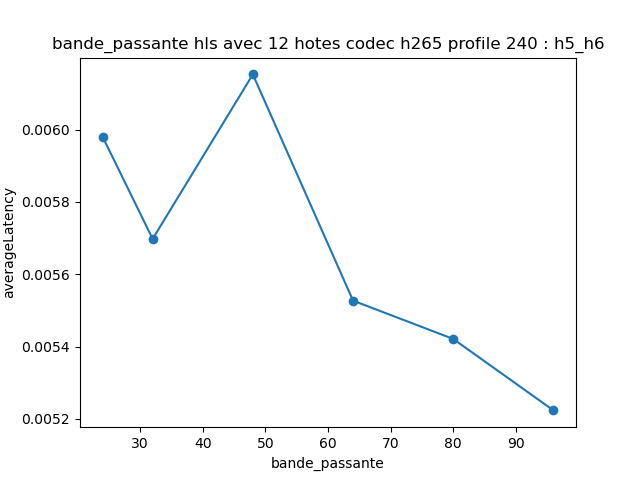 bande_passante hls avec 12 hotes codec h265 profile 240 : h5_h6
averageLatency
0.0060
0.0058
0.0056
0.0054
0.0052
30 40 50 60 70 80 90
bande_passante